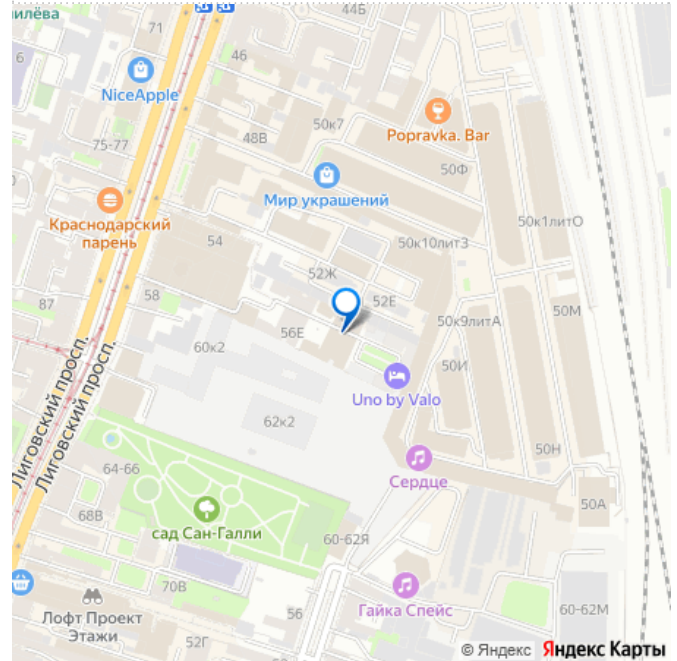 милёва
71
44Б
6
46
NiceApple
50к7
Popravka. Bar
75-77
48В
50Ф
Мир украшений
Краснодарский
парень
50к1литО
54
50к10литЗ
52Ж
87
58
52Е
50М
56Е
50к9литА
60к2
50И
Uno by Valo
Лиговский просп.
Лиговский просп.
62к2
50Н
64-66
Сердце
50А
68В
сад Сан-Галли
60-62Я
70В
Гайка Спейс
56
60-62М
Лофт Проект
Этажи
52Г
© Яндекс Яндекс Карты